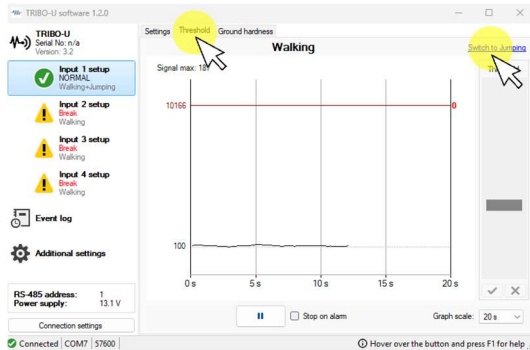 TRIBO-U software 1.2.0
TRIBO-U
Serial No: n/a
Version: 3.2
Input 1 setup
NORMAL
Walking+Jumping
Input 2 setup
Break
Walking
Input 3 setup
Break
Walking
Input 4 setup
Break
Walking
Event log
Additional settings
RS-485 address: 1
Power supply: 13.1 V
Connection settings
Settings Threshold Ground hardness
Walking
Switch to Jumping
Signal max:
10166
0
100
0 s 5 s 10 s 15 s 20 s
Stop on alarm
Graph scale: 20 s
Connected COM7 57600
Hover over the button and press F1 for help